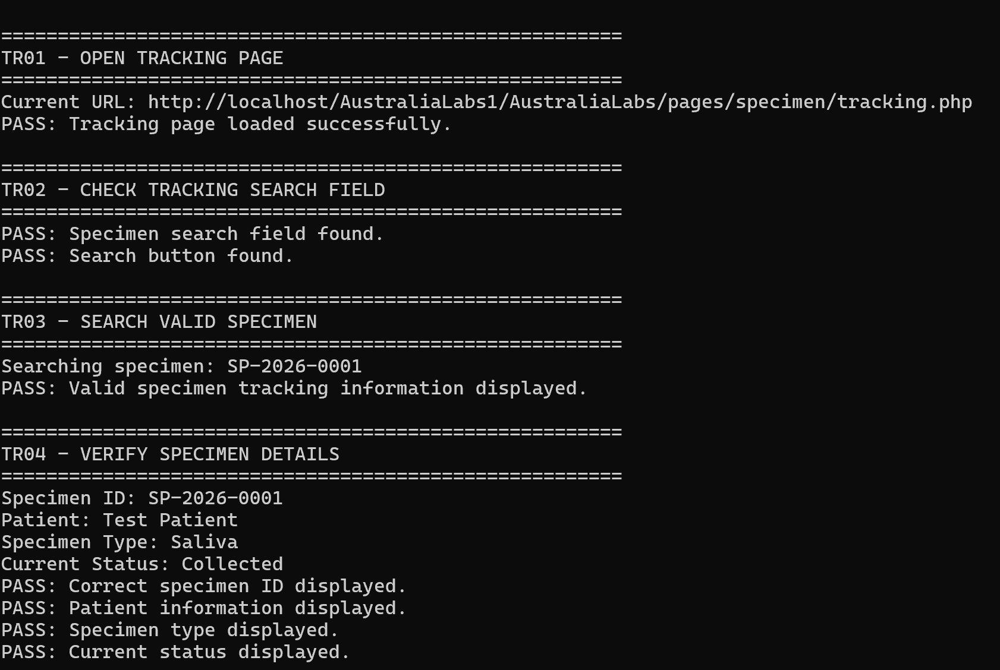 =======================================================
TR01 - OPEN TRACKING PAGE
=======================================================
Current URL: http://localhost/AustraliaLabs1/AustraliaLabs/pages/specimen/tracking.php
PASS: Tracking page loaded successfully.
=======================================================
TR02 - CHECK TRACKING SEARCH FIELD
=======================================================
PASS: Specimen search field found.
PASS: Search button found.
=======================================================
TR03 - SEARCH VALID SPECIMEN
=======================================================
Searching specimen: SP-2026-0001
PASS: Valid specimen tracking information displayed.
=======================================================
TR04 - VERIFY SPECIMEN DETAILS
=======================================================
Specimen ID: SP-2026-0001
Patient: Test Patient
Specimen Type: Saliva
Current Status: Collected
PASS: Correct specimen ID displayed.
PASS: Patient information displayed.
PASS: Specimen type displayed.
PASS: Current status displayed.